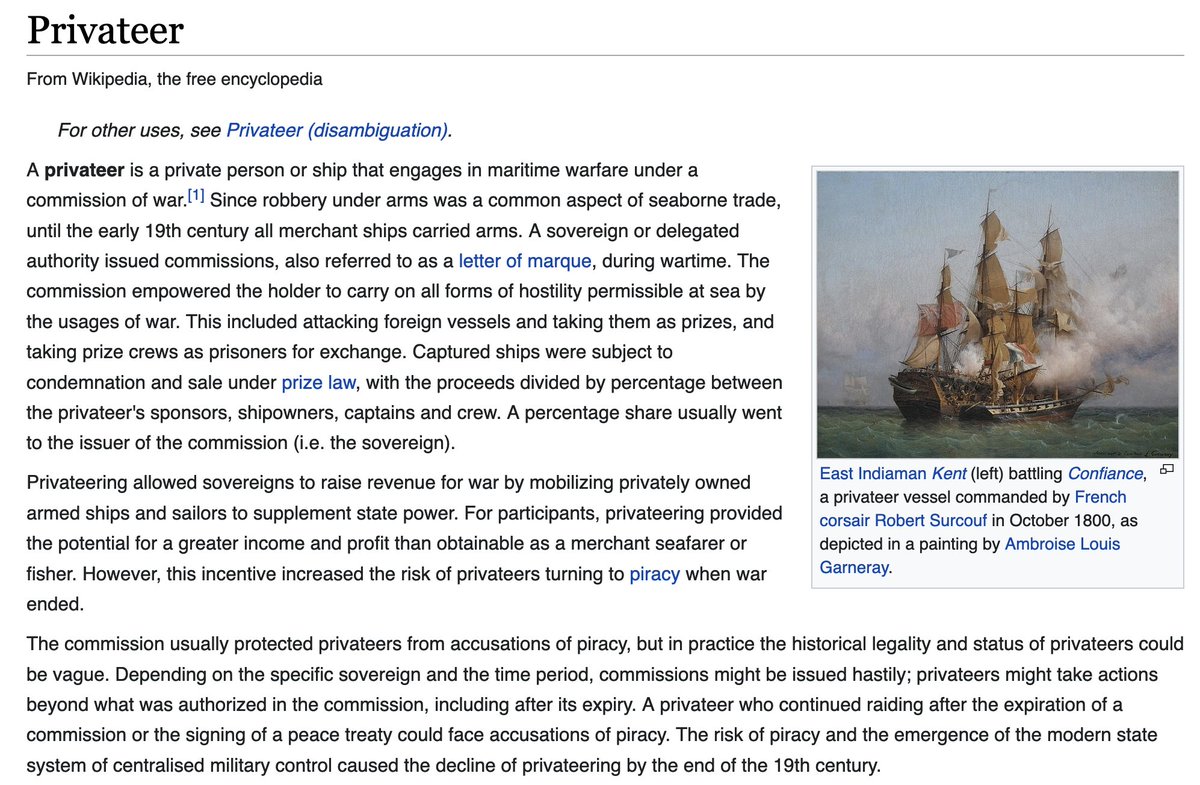 Privateer
From Wikipedia, the free encyclopedia
For other uses, see Privateer (disambiguation).
A privateer is a private person or ship that engages in maritime warfare under a
commission of war.[1] Since robbery under arms was a common aspect of seaborne trade,
until the early 19th century all merchant ships carried arms. A sovereign or delegated
authority issued commissions, also referred to as a letter of marque, during wartime. The
commission empowered the holder to carry on all forms of hostility permissible at sea by
the usages of war. This included attacking foreign vessels and taking them as prizes, and
taking prize crews as prisoners for exchange. Captured ships were subject to
condemnation and sale under prize law, with the proceeds divided by percentage between
the privateer's sponsors, shipowners, captains and crew. A percentage share usually went
to the issuer of the commission (i.e. the sovereign).
Privateering allowed sovereigns to raise revenue for war by mobilizing privately owned
armed ships and sailors to supplement state power. For participants, privateering provided
the potential for a greater income and profit than obtainable as a merchant seafarer or
fisher. However, this incentive increased the risk of privateers turning to piracy when war
ended.
East Indiaman Kent (left) battling Confiance,
a privateer vessel commanded by French
corsair Robert Surcouf in October 1800, as
depicted in a painting by Ambroise Louis
Garneray.
The commission usually protected privateers from accusations of piracy, but in practice the historical legality and status of privateers could
be vague. Depending on the specific sovereign and the time period, commissions might be issued hastily; privateers might take actions
beyond what was authorized in the commission, including after its expiry. A privateer who continued raiding after the expiration of a
commission or the signing of a peace treaty could face accusations of piracy. The risk of piracy and the emergence of the modern state
system of centralised military control caused the decline of privateering by the end of the 19th century.